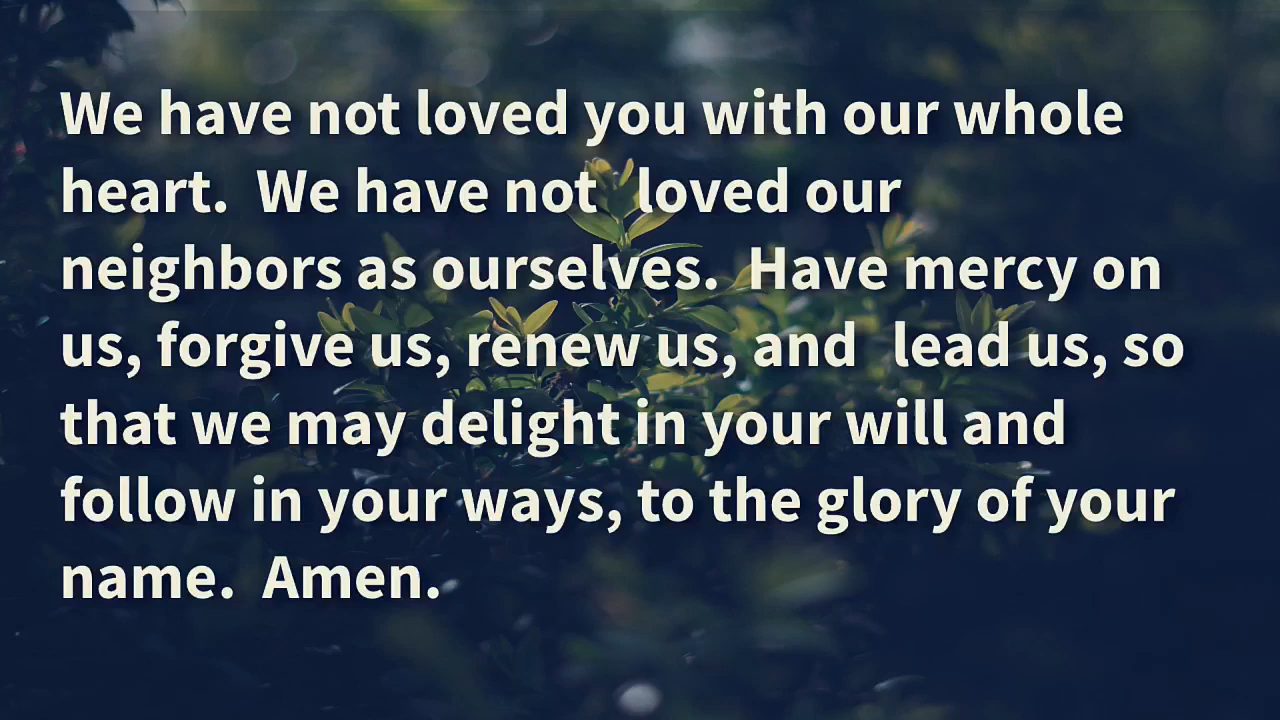 We have not loved you with our whole
heart.  We have not  loved our
neighbors as ourselves.  Have mercy on
us, forgive us, renew us, and  lead us, so
that we may delight in your will and
follow in your ways, to the glory of your
name.  Amen.